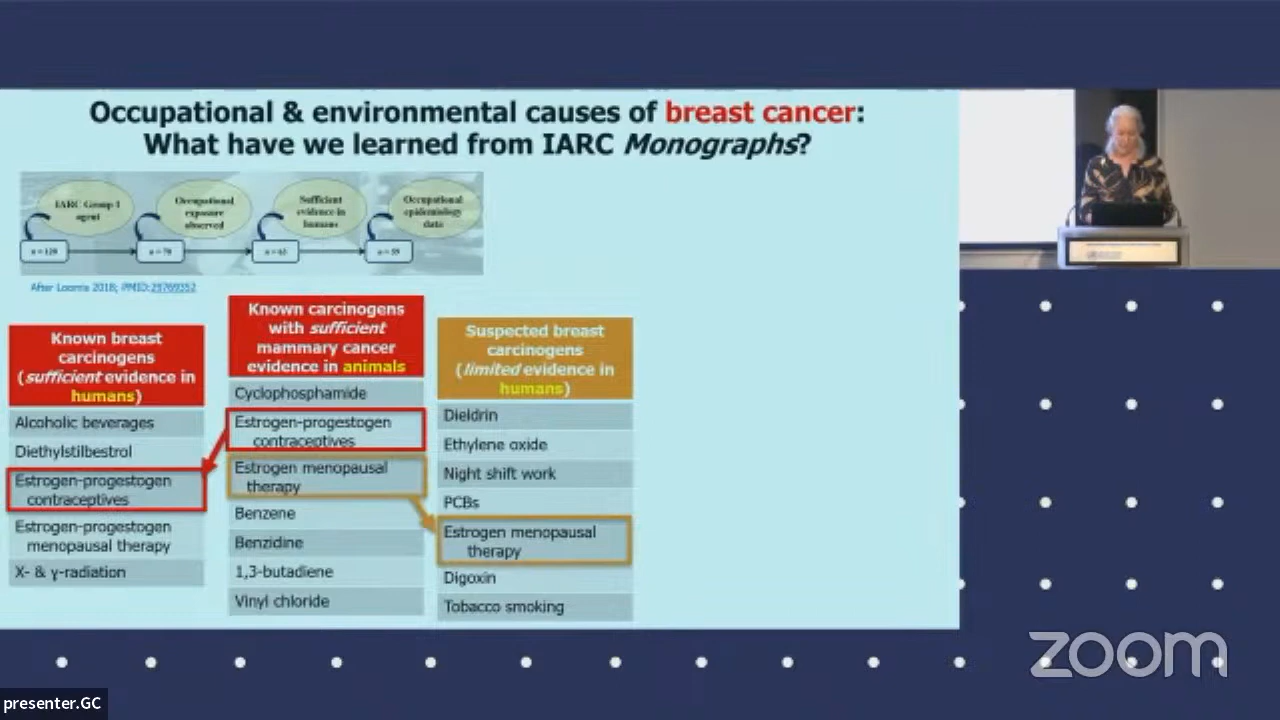 Occupational & environmental causes of breast cancer:
What have we learned from IARC Monographs?
IARC Group 1
agent
Occupational
exposure
observed
Sufficient
evidence in
humans
Occupational
epidemiology
data
After Loomis 2018; PMID:29769352
Known breast
carcinogens
(sufficient evidence in
humans)
Alcoholic beverages
Diethylstilbestrol
Estrogen-progestogen
contraceptives
Estrogen-progestogen
menopausal therapy
X- & γ-radiation
Known carcinogens
with sufficient
mammary cancer
evidence in animals
Cyclophosphamide
Estrogen-progestogen
contraceptives
Estrogen menopausal
therapy
Benzene
Benzidine
1,3-butadiene
Vinyl chloride
Suspected breast
carcinogens
(limited evidence in
humans)
Dieldrin
Ethylene oxide
Night shift work
PCBs
Estrogen menopausal
therapy
Digoxin
Tobacco smoking
zoom
presenter.GC